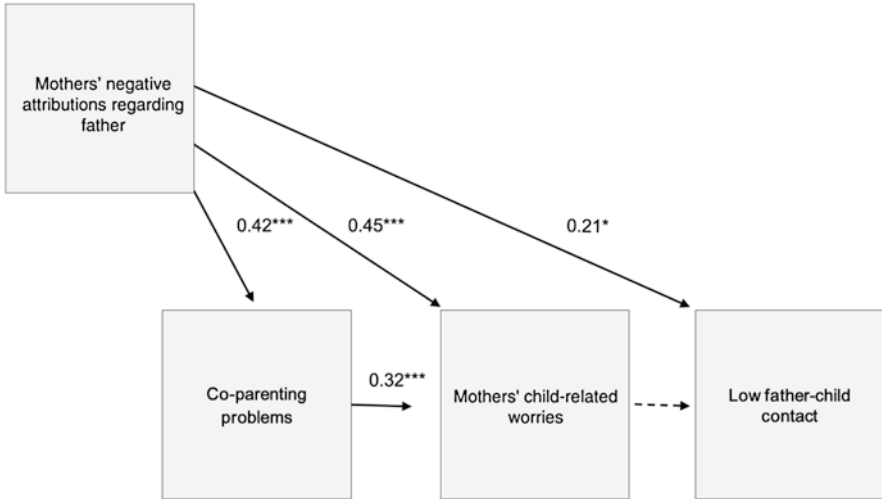 Mothers' negative
attributions regarding
father
0.42***
0.45***
0.21*
Co-parenting
problems
0.32***
Mothers' child-related
worries
Low father-child
contact